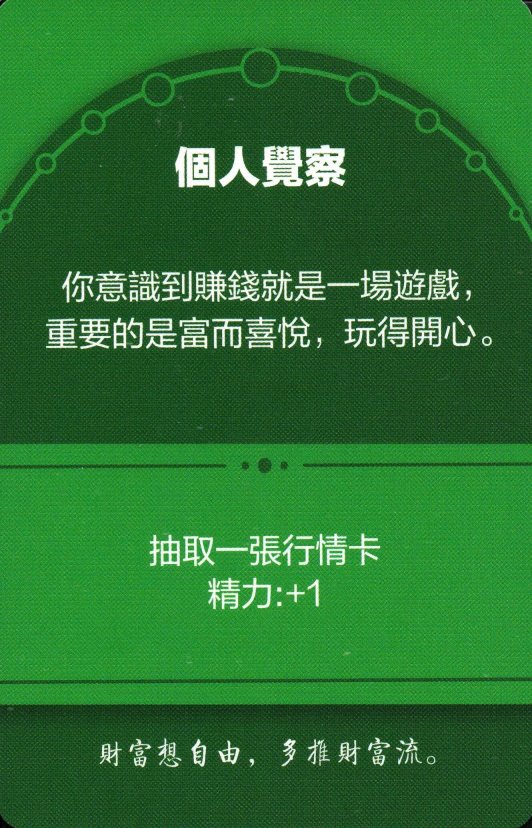 個人覺察
你意識到賺錢就是一場遊戲，
重要的是富而喜悅，玩得開心。
抽取一張行情卡
精力:+1
財富想自由，多推財富流。